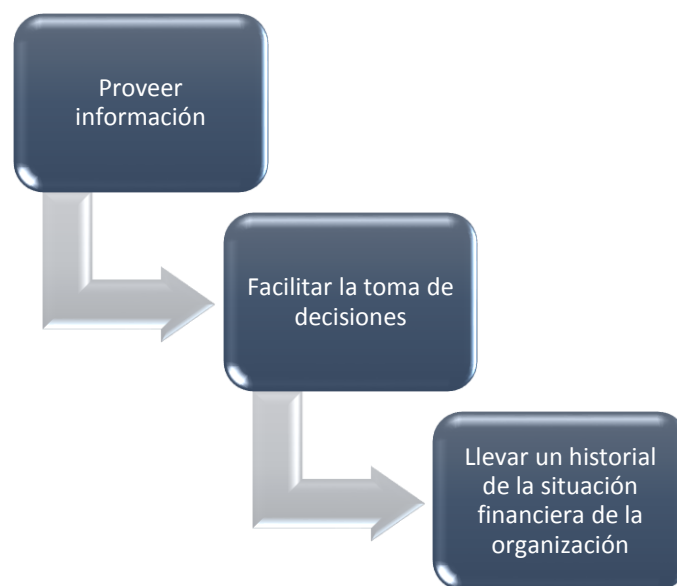 Proveer
información
Facilitar la toma de
decisiones
Llevar un historial
de la situación
financiera de la
organización